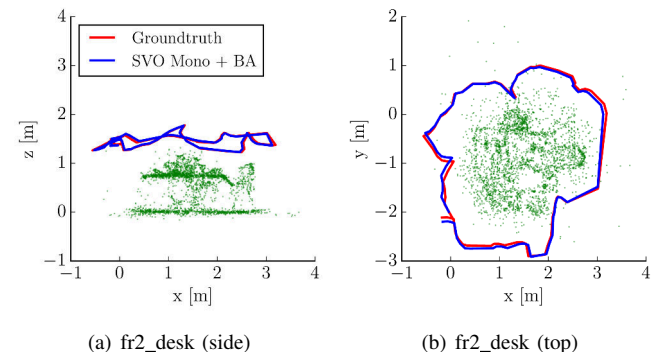 Groundtruth
SVO Mono + BA
4
3
2
1
0
−1
z [m]
−1 0 1 2 3 4
x [m]
2
1
0
−1
−2
−3
y [m]
−1 0 1 2 3 4
x [m]
(a) fr2_desk (side)
(b) fr2_desk (top)